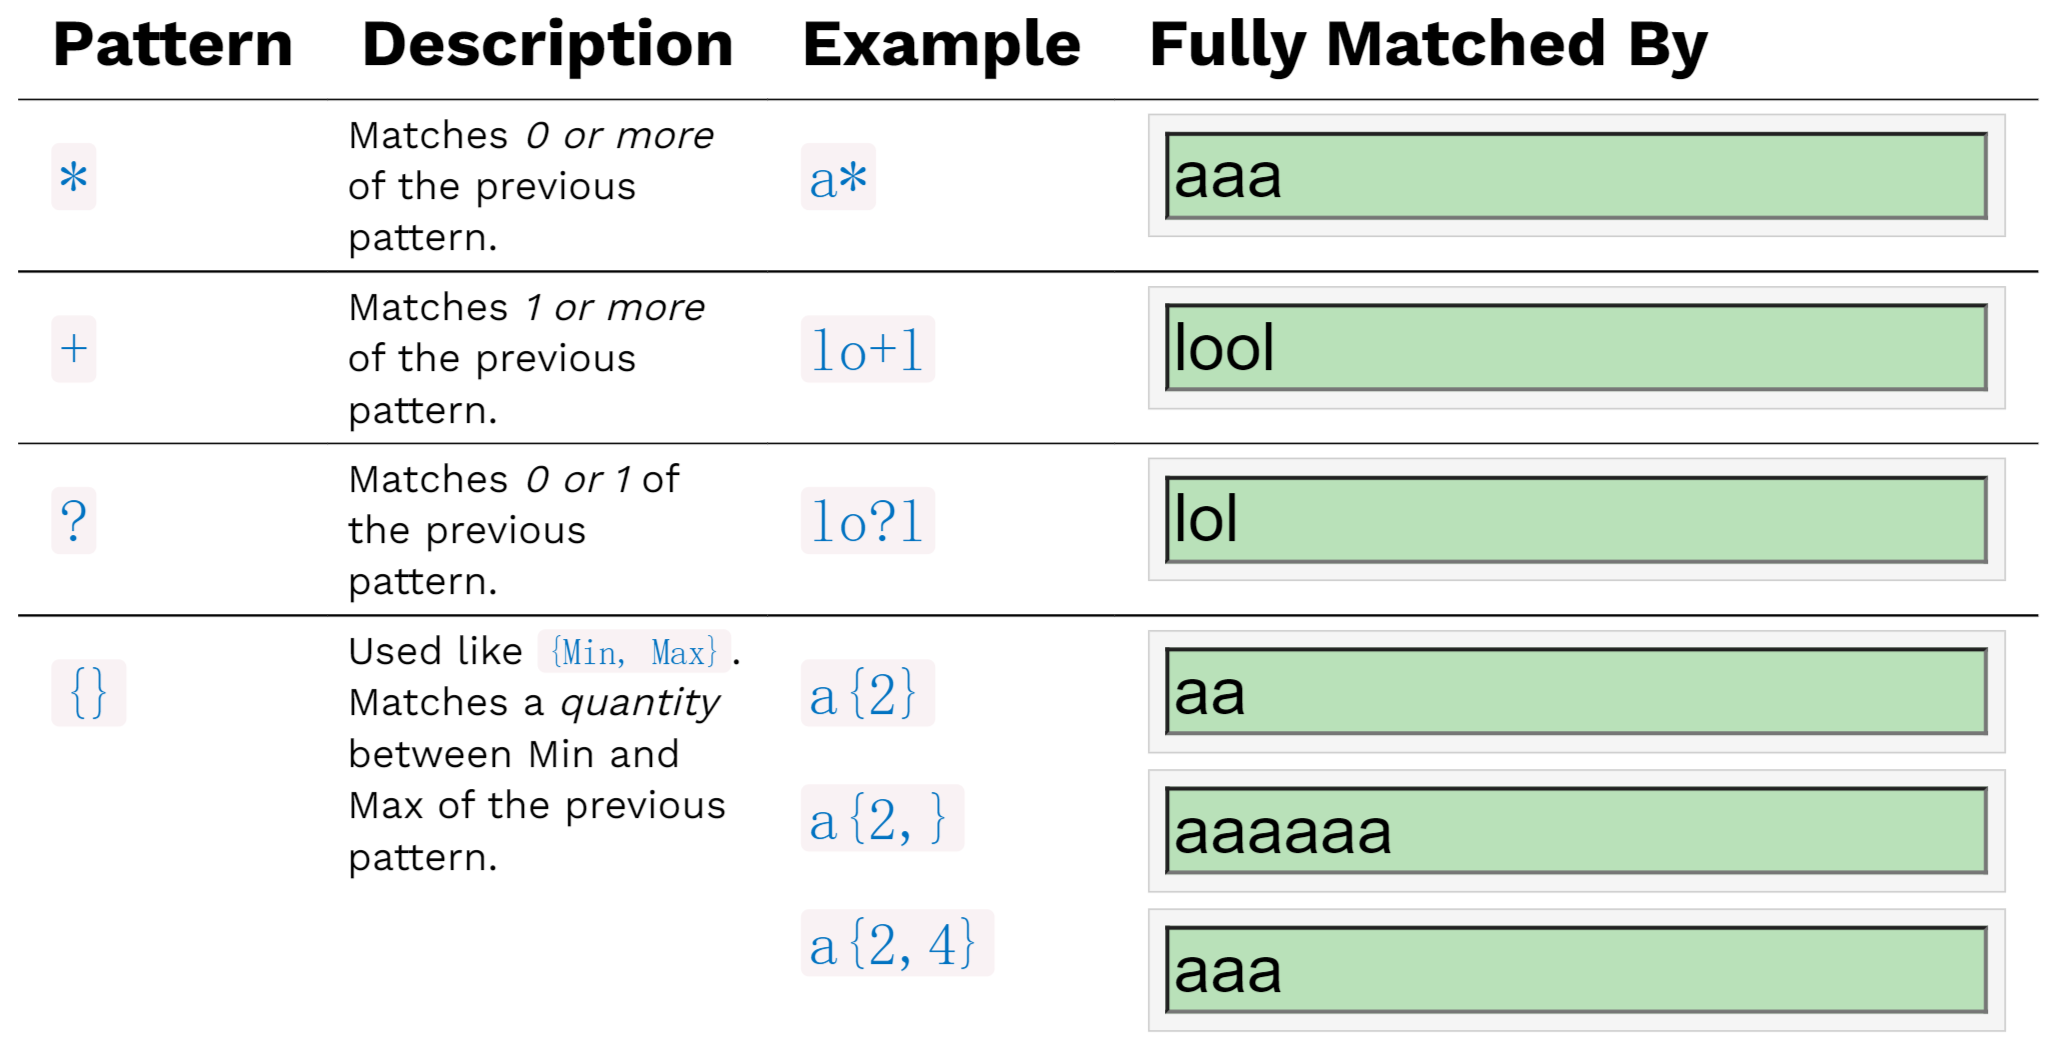 Pattern Description Example Fully Matched By
* Matches 0 or more of the previous pattern. a* aaa
+ Matches 1 or more of the previous pattern. lo+l lool
? Matches 0 or 1 of the previous pattern. lo?l lol
{} Used like {Min, Max}. Matches a quantity between Min and Max of the previous pattern. a{2} aa
a{2,} aaaaaa
a{2,4} aaa